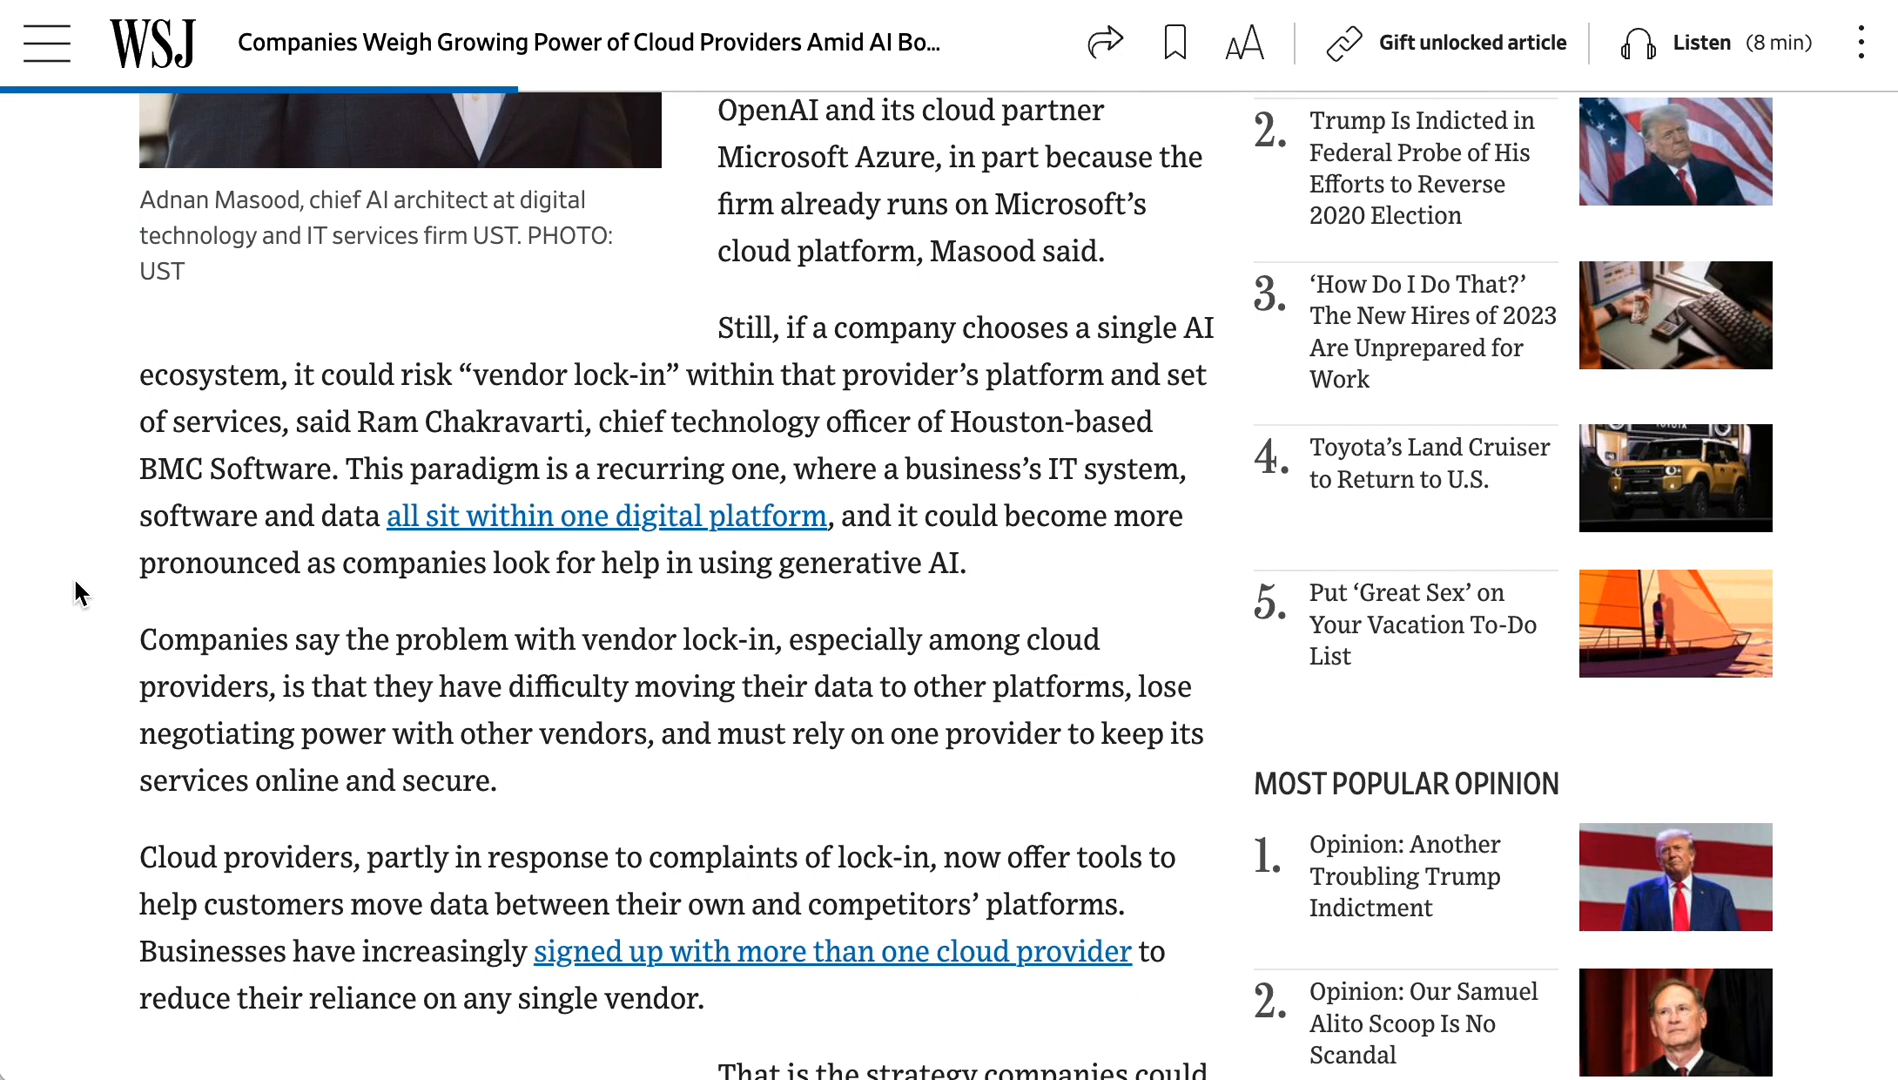 WSJ
Companies Weigh Growing Power of Cloud Providers Amid AI Bo...
Gift unlocked article
Listen (8 min)
Adnan Masood, chief AI architect at digital
technology and IT services firm UST. PHOTO:
UST
OpenAI and its cloud partner
Microsoft Azure, in part because the
firm already runs on Microsoft’s
cloud platform, Masood said.
Still, if a company chooses a single AI
ecosystem, it could risk “vendor lock-in” within that provider’s platform and set
of services, said Ram Chakravarti, chief technology officer of Houston-based
BMC Software. This paradigm is a recurring one, where a business’s IT system,
software and data all sit within one digital platform, and it could become more
pronounced as companies look for help in using generative AI.
Companies say the problem with vendor lock-in, especially among cloud
providers, is that they have difficulty moving their data to other platforms, lose
negotiating power with other vendors, and must rely on one provider to keep its
services online and secure.
Cloud providers, partly in response to complaints of lock-in, now offer tools to
help customers move data between their own and competitors’ platforms.
Businesses have increasingly signed up with more than one cloud provider to
reduce their reliance on any single vendor.
That is the strategy companies could
2.
Trump Is Indicted in
Federal Probe of His
Efforts to Reverse
2020 Election
3.
‘How Do I Do That?’
The New Hires of 2023
Are Unprepared for
Work
4.
Toyota’s Land Cruiser
to Return to U.S.
TOYOTA
5.
Put ‘Great Sex’ on
Your Vacation To-Do
List
MOST POPULAR OPINION
1.
Opinion: Another
Troubling Trump
Indictment
2.
Opinion: Our Samuel
Alito Scoop Is No
Scandal